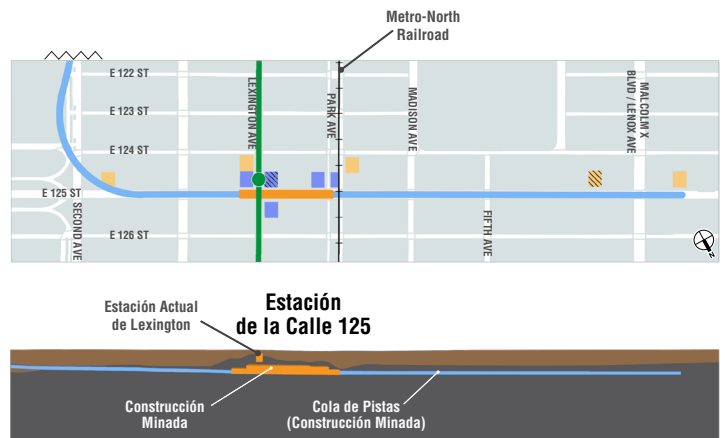 Metro-North
Railroad
E 122 ST
E 123 ST
E 124 ST
E 125 ST
E 126 ST
SECOND AVE
LEXINGTON AVE
PARK AVE
MADISON AVE
FIFTH AVE
MALCOLM X
BLVD / LENOX AVE
N
Estación Actual
de Lexington
Estación
de la Calle 125
Construcción
Minada
Cola de Pistas
(Construcción Minada)